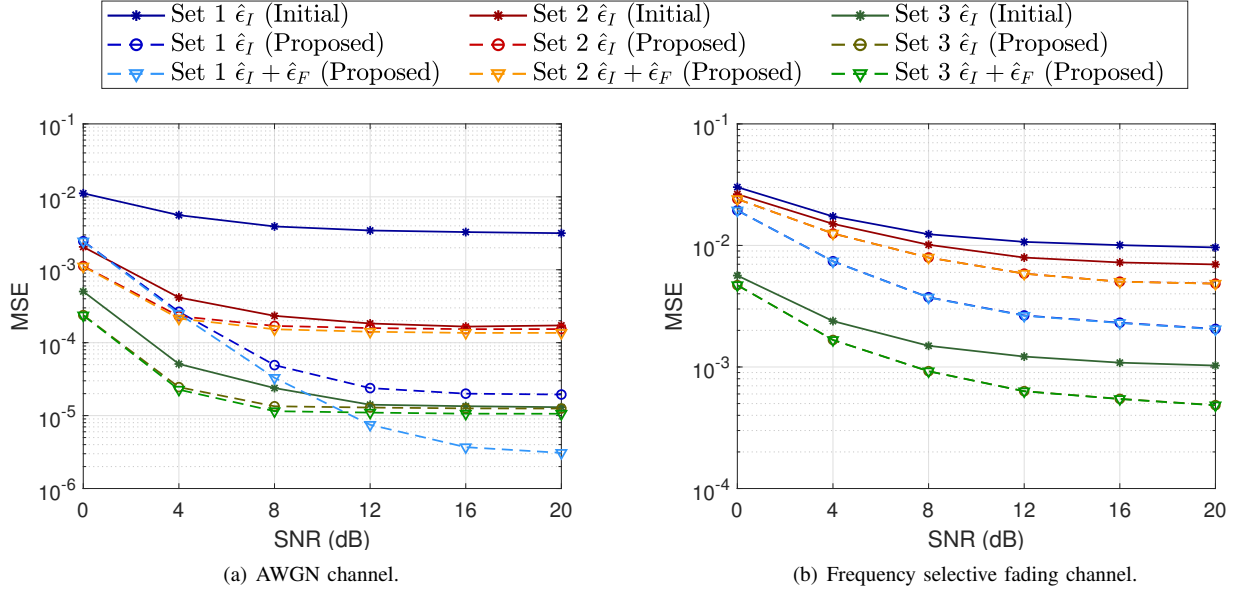 Set 1 ε̂_I (Initial) Set 2 ε̂_I (Initial) Set 3 ε̂_I (Initial)
Set 1 ε̂_I (Proposed) Set 2 ε̂_I (Proposed) Set 3 ε̂_I (Proposed)
Set 1 ε̂_I + ε̂_F (Proposed) Set 2 ε̂_I + ε̂_F (Proposed) Set 3 ε̂_I + ε̂_F (Proposed)
10^-1
10^-2
10^-3
10^-4
10^-5
10^-6
MSE
0 4 8 12 16 20
SNR (dB)
(a) AWGN channel.
10^-1
10^-2
10^-3
10^-4
MSE
0 4 8 12 16 20
SNR (dB)
(b) Frequency selective fading channel.